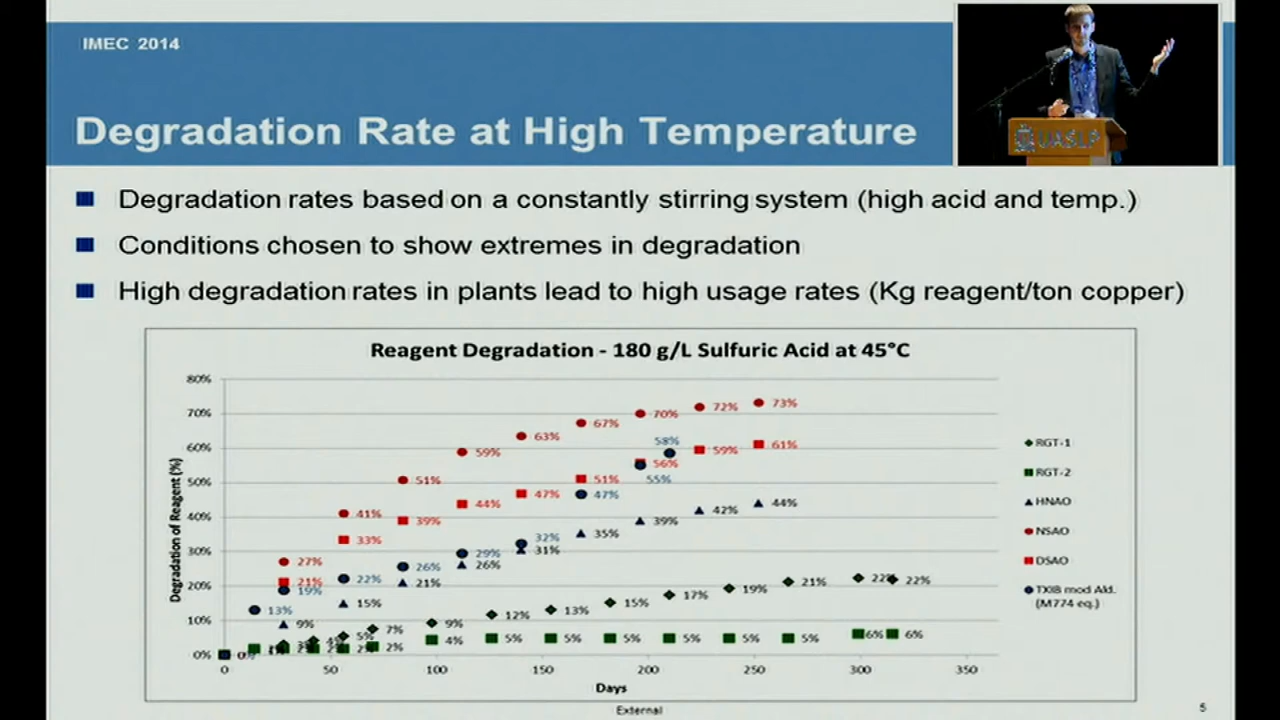 IMEC 2014
Degradation Rate at High Temperature
UASLP
Degradation rates based on a constantly stirring system (high acid and temp.)
Conditions chosen to show extremes in degradation
High degradation rates in plants lead to high usage rates (Kg reagent/ton copper)
Reagent Degradation - 180 g/L Sulfuric Acid at 45°C
Degradation of Reagent (%)
80%
70%
60%
50%
40%
30%
20%
10%
0%
27% 41% 51% 59% 63% 67% 70% 72% 73%
21% 33% 39% 44% 47% 51% 56% 59% 61%
13% 19% 22% 26% 29% 32% 47% 55% 58%
9% 15% 21% 26% 31% 35% 39% 42% 44%
0% 4% 5% 7% 9% 12% 13% 15% 17% 19% 21% 22% 22%
2% 4% 5% 5% 5% 5% 5% 5% 6% 6%
0 50 100 150 200 250 300 350
Days
RGT-1
RGT-2
HNAO
NSAO
DSAO
TXIB mod Ald.
(M774 eq.)
External
5